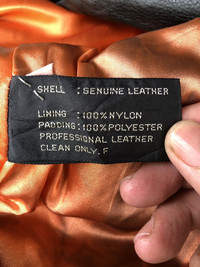 SHELL : GENUINE LEATHER
LINING : 100% NYLON
PADDING : 100% POLYESTER
PROFESSIONAL LEATHER
CLEAN ONLY. F